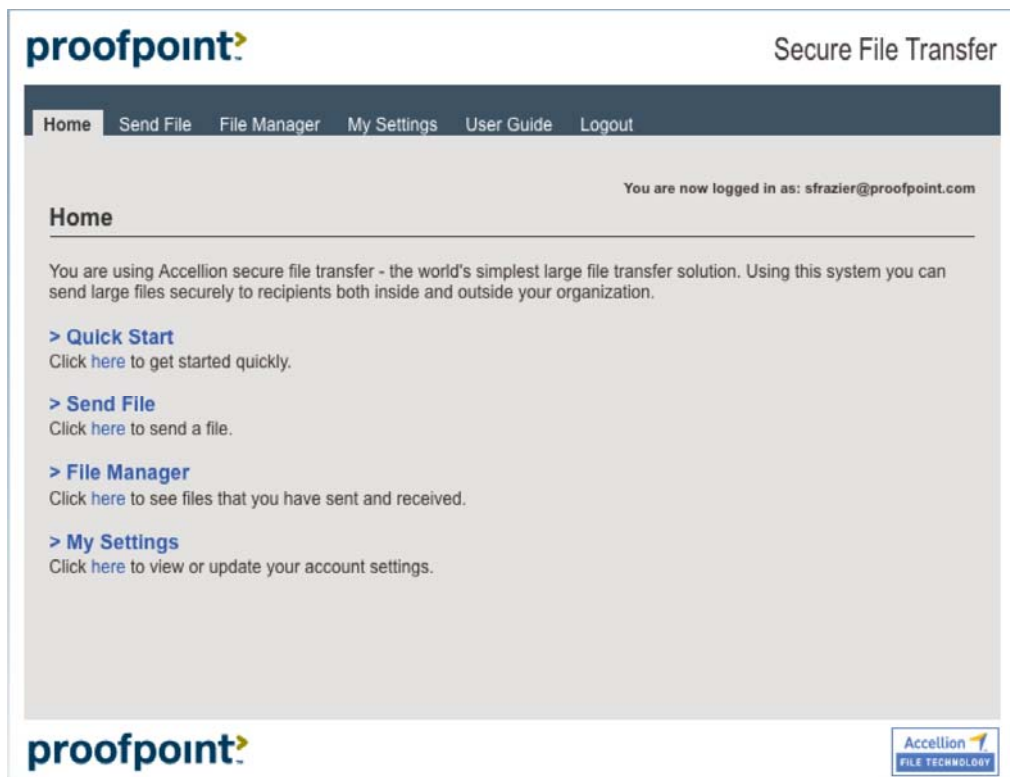 proofpoint
Secure File Transfer
Home Send File File Manager My Settings User Guide Logout
You are now logged in as: sfrazier@proofpoint.com
Home
You are using Accellion secure file transfer - the world's simplest large file transfer solution. Using this system you can
send large files securely to recipients both inside and outside your organization.
> Quick Start
Click here to get started quickly.
> Send File
Click here to send a file.
> File Manager
Click here to see files that you have sent and received.
> My Settings
Click here to view or update your account settings.
proofpoint
Accellion
FILE TECHNOLOGY